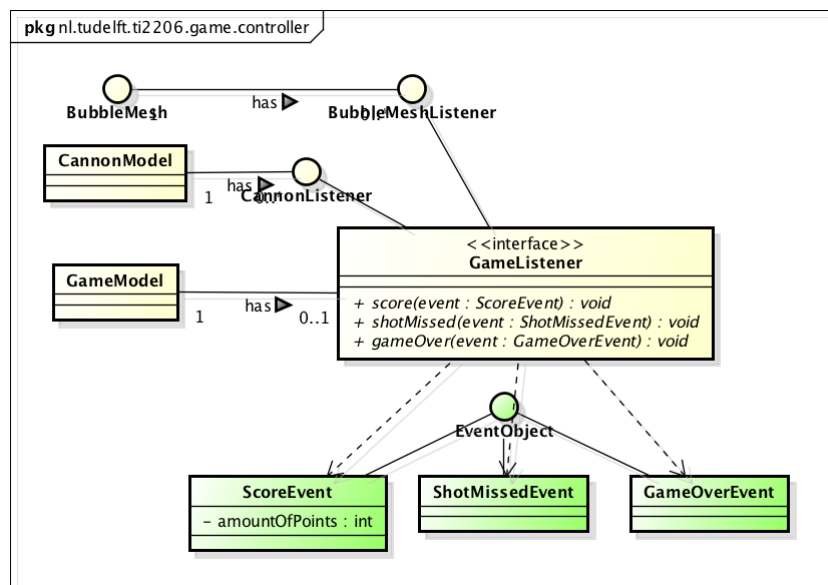 pkg nl.tudelft.ti2206.game.controller
has
BubbleMesh
1
BubbleMeshListener
CannonModel
has
1
CannonListener
<<interface>>
GameListener
GameModel
has
1
0..1
+ score(event : ScoreEvent) : void
+ shotMissed(event : ShotMissedEvent) : void
+ gameOver(event : GameOverEvent) : void
EventObject
ScoreEvent
ShotMissedEvent
GameOverEvent
- amountOfPoints : int